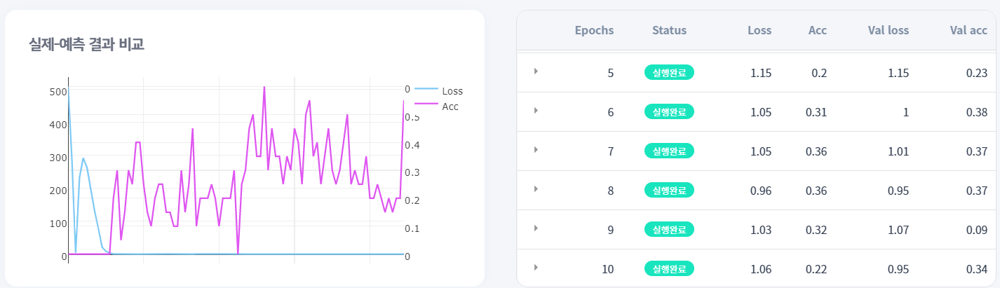 실제-예측 결과 비교
500
400
300
200
100
0
0
0.5
0.4
0.3
0.2
0.1
0
Loss
Acc
Epochs Status Loss Acc Val loss Val acc
5 실행완료 1.15 0.2 1.15 0.23
6 실행완료 1.05 0.31 1 0.38
7 실행완료 1.05 0.36 1.01 0.37
8 실행완료 0.96 0.36 0.95 0.37
9 실행완료 1.03 0.32 1.07 0.09
10 실행완료 1.06 0.22 0.95 0.34